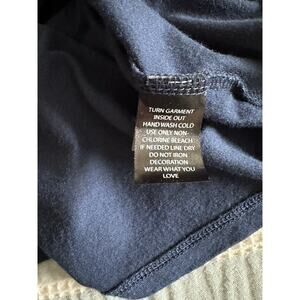 TURN GARMENT
INSIDE OUT
HAND WASH COLD
USE ONLY NON-
CHLORINE BLEACH
IF NEEDED LINE DRY
DO NOT IRON
DECORATION
WEAR WHAT YOU
LOVE